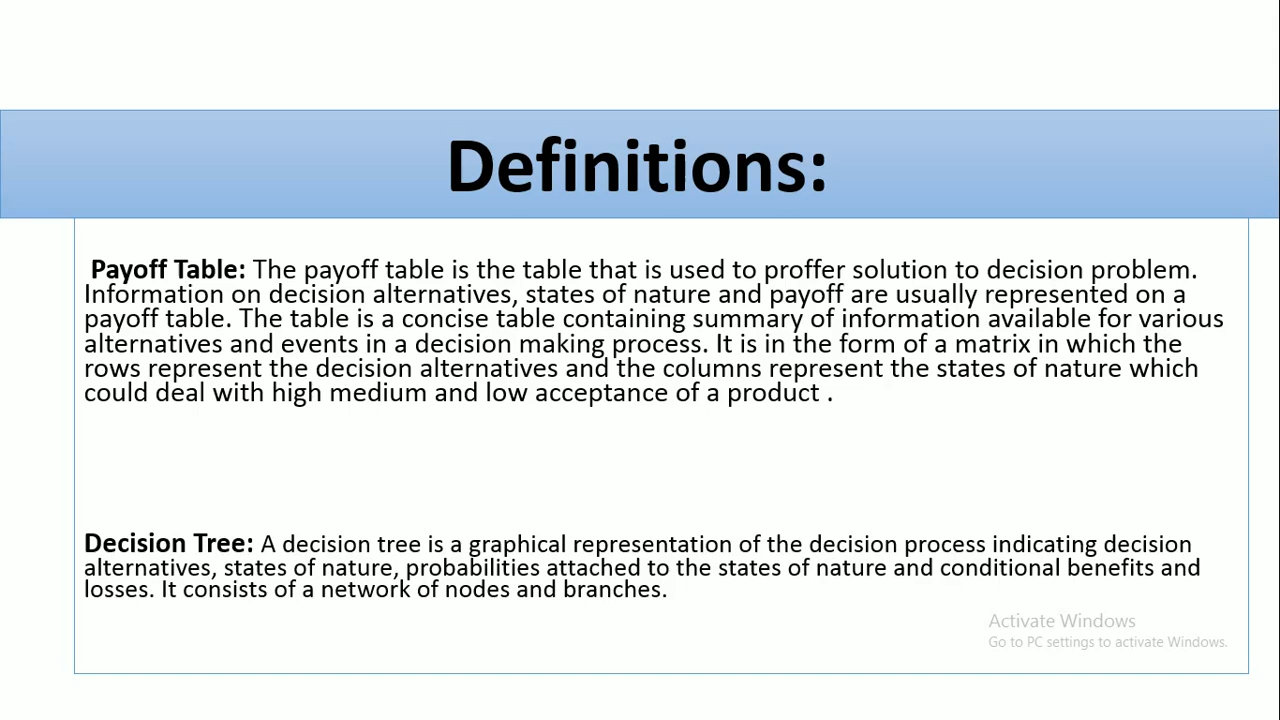 Definitions:
Payoff Table: The payoff table is the table that is used to proffer solution to decision problem.
Information on decision alternatives, states of nature and payoff are usually represented on a
payoff table. The table is a concise table containing summary of information available for various
alternatives and events in a decision making process. It is in the form of a matrix in which the
rows represent the decision alternatives and the columns represent the states of nature which
could deal with high medium and low acceptance of a product .
Decision Tree: A decision tree is a graphical representation of the decision process indicating decision
alternatives, states of nature, probabilities attached to the states of nature and conditional benefits and
losses. It consists of a network of nodes and branches.
Activate Windows
Go to PC settings to activate Windows.